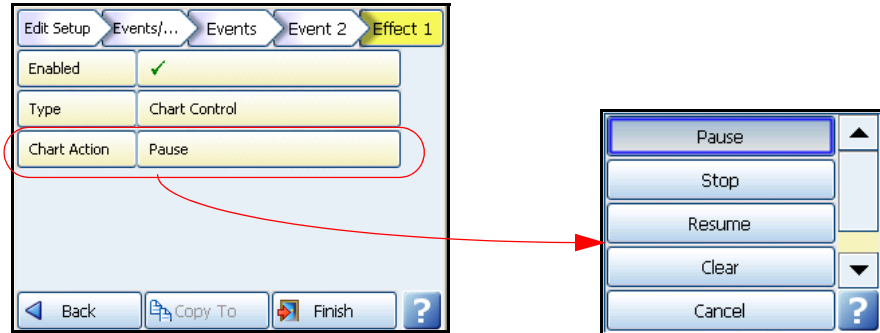 Edit Setup Events/... Events Event 2 Effect 1
Enabled ✓
Type Chart Control
Chart Action Pause
Back Copy To Finish ?
Pause
Stop
Resume
Clear
Cancel ?